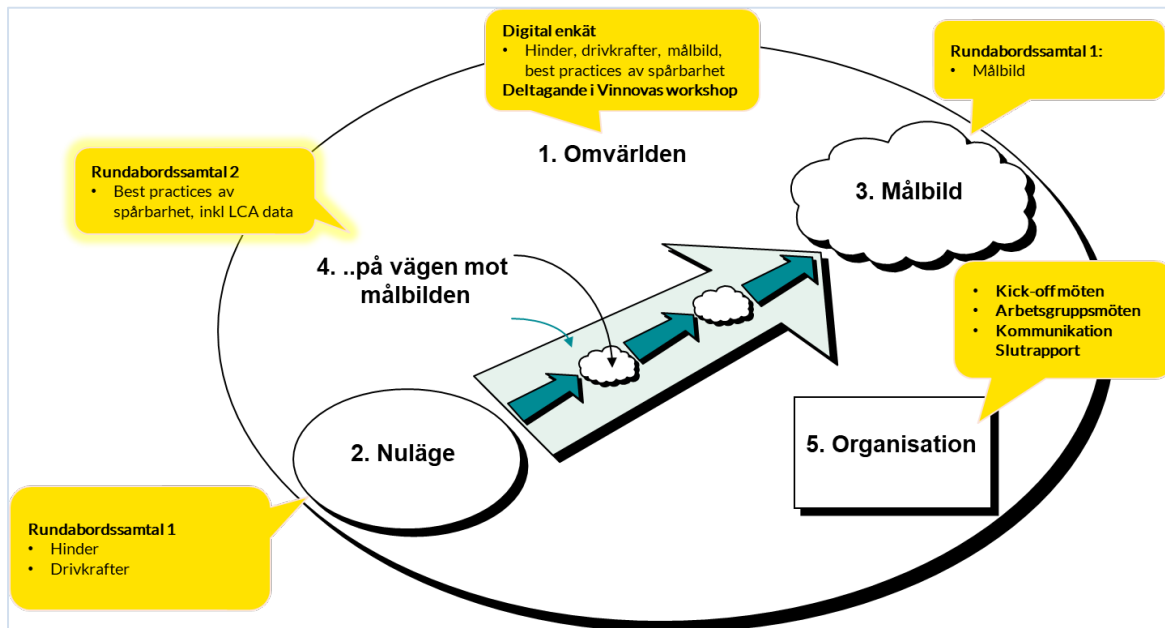 Digital enkät
• Hinder, drivkrafter, målbild,
best practices av spårbarhet
Deltagande i Vinnovas workshop
Rundabordssamtal 1:
• Målbild
1. Omvärlden
Rundabordssamtal 2
• Best practices av
spårbarhet, inkl LCA data
3. Målbild
4. ..på vägen mot
målbilden
• Kick-off möten
• Arbetsgruppsmöten
• Kommunikation
Slutrapport
2. Nuläge
5. Organisation
Rundabordssamtal 1
• Hinder
• Drivkrafter